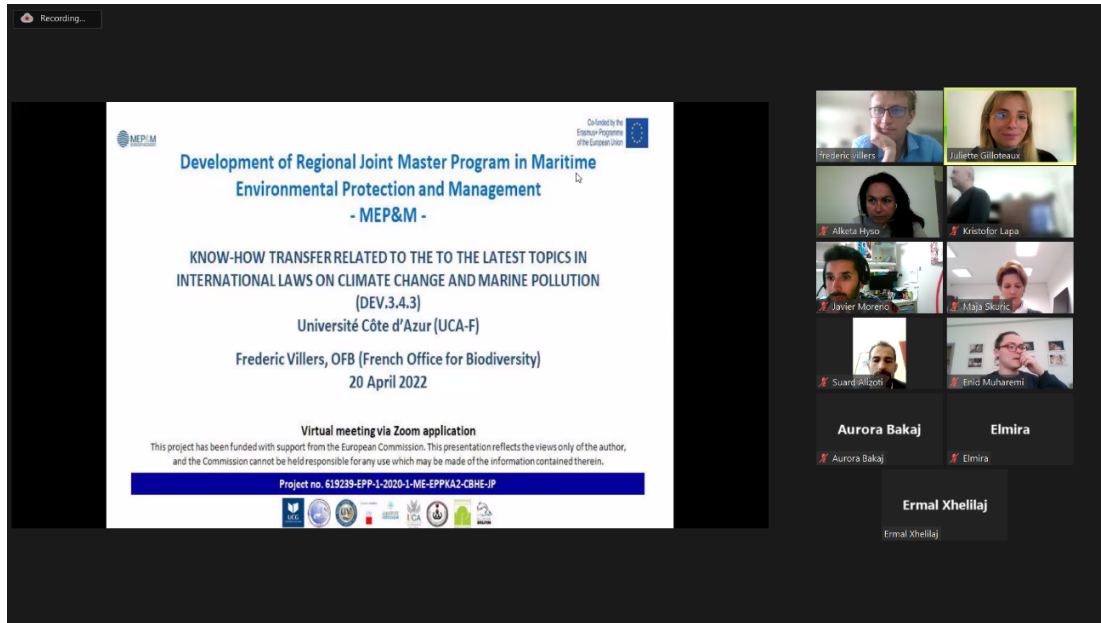 Recording...
MEP&M
Co-funded by the
Erasmus+ Programme
of the European Union
Development of Regional Joint Master Program in Maritime
Environmental Protection and Management
- MEP&M -
KNOW-HOW TRANSFER RELATED TO THE TO THE LATEST TOPICS IN
INTERNATIONAL LAWS ON CLIMATE CHANGE AND MARINE POLLUTION
(DEV.3.4.3)
Université Côte d'Azur (UCA-F)
Frederic Villers, OFB (French Office for Biodiversity)
20 April 2022
Virtual meeting via Zoom application
This project has been funded with support from the European Commission. This presentation reflects the views only of the author,
and the Commission cannot be held responsible for any use which may be made of the information contained therein.
Project no. 619239-EPP-1-2020-1-ME-EPPKA2-CBHE-JP
UCG
UCA
frederic villers
Juliette Gilloteaux
Alketa Hyso
Kristofor Lapa
Javier Moreno
Maja Skuric
Suard Alizoti
Enid Muharemi
Aurora Bakaj
Aurora Bakaj
Elmira
Elmira
Ermal Xhelilaj
Ermal Xhelilaj